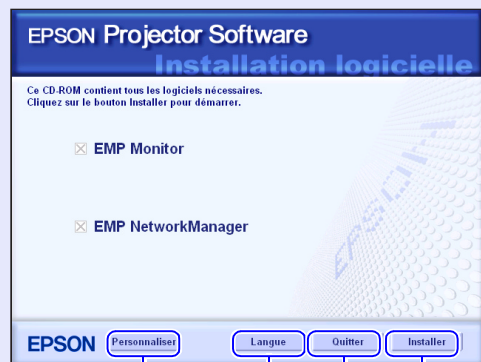 EPSON Projector Software
Installation logicielle
Ce CD-ROM contient tous les logiciels nécessaires.
Cliquez sur le bouton Installer pour démarrer.
EMP Monitor
EMP NetworkManager
EPSON
EPSON Personnaliser Langue Quitter Installer